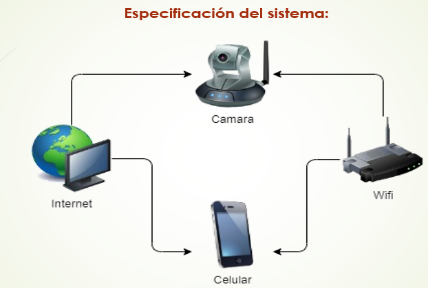 Especificación del sistema:
Camara
Internet
Wifi
Celular